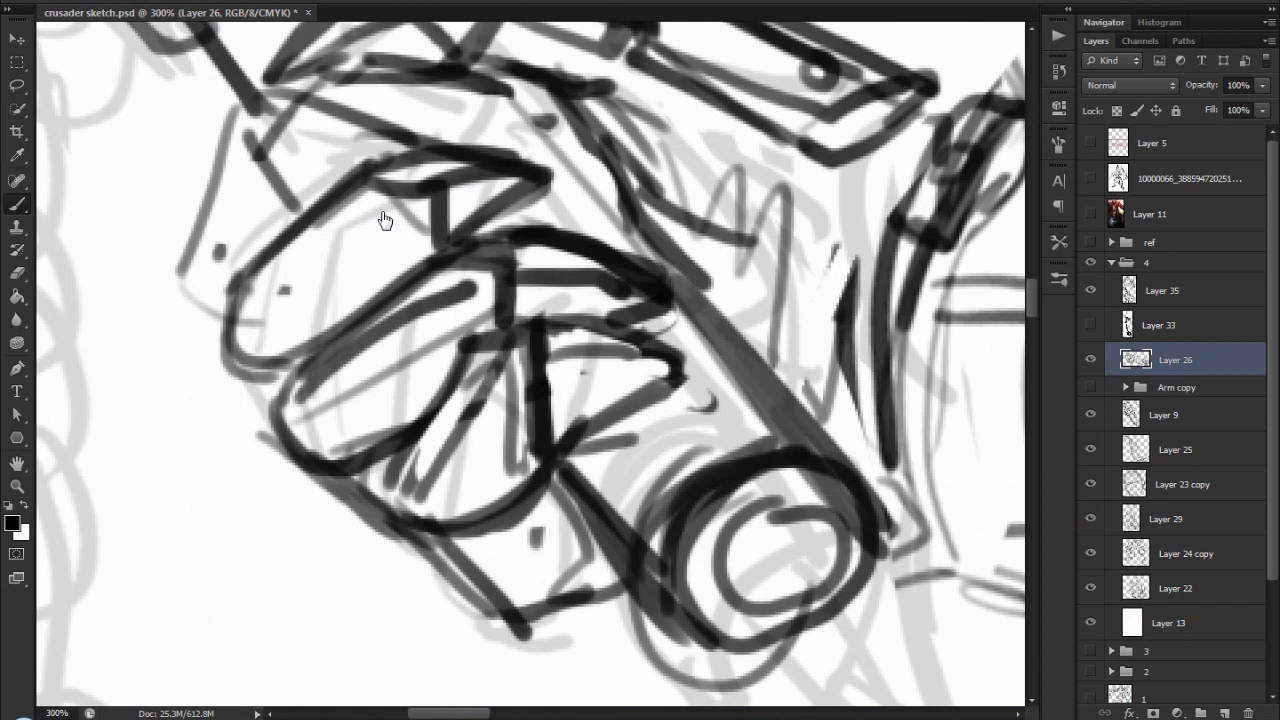 crusader sketch.psd @ 300% (Layer 26, RGB/8/CMYK) * ×
Navigator Histogram
Layers Channels Paths
Kind
Normal Opacity: 100%
Lock: Fill: 100%
Layer 5
10000066_388594720251...
Layer 11
ref
4
Layer 35
Layer 33
Layer 26
Arm copy
Layer 9
Layer 25
Layer 23 copy
Layer 29
Layer 24 copy
Layer 22
Layer 13
3
2
1
300% Doc: 25.3M/612.8M